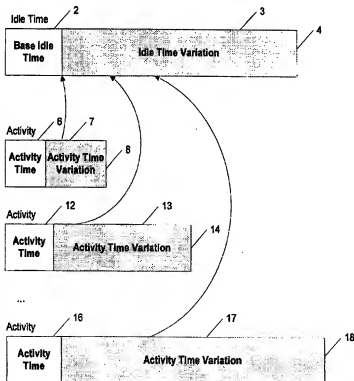 Idle Time
2
3
4
Base Idle Time
Idle Time Variation
Activity
6
7
8
Activity Time
Activity Time Variation
Activity
12
13
14
Activity Time
Activity Time Variation
...
Activity
16
17
18
Activity Time
Activity Time Variation